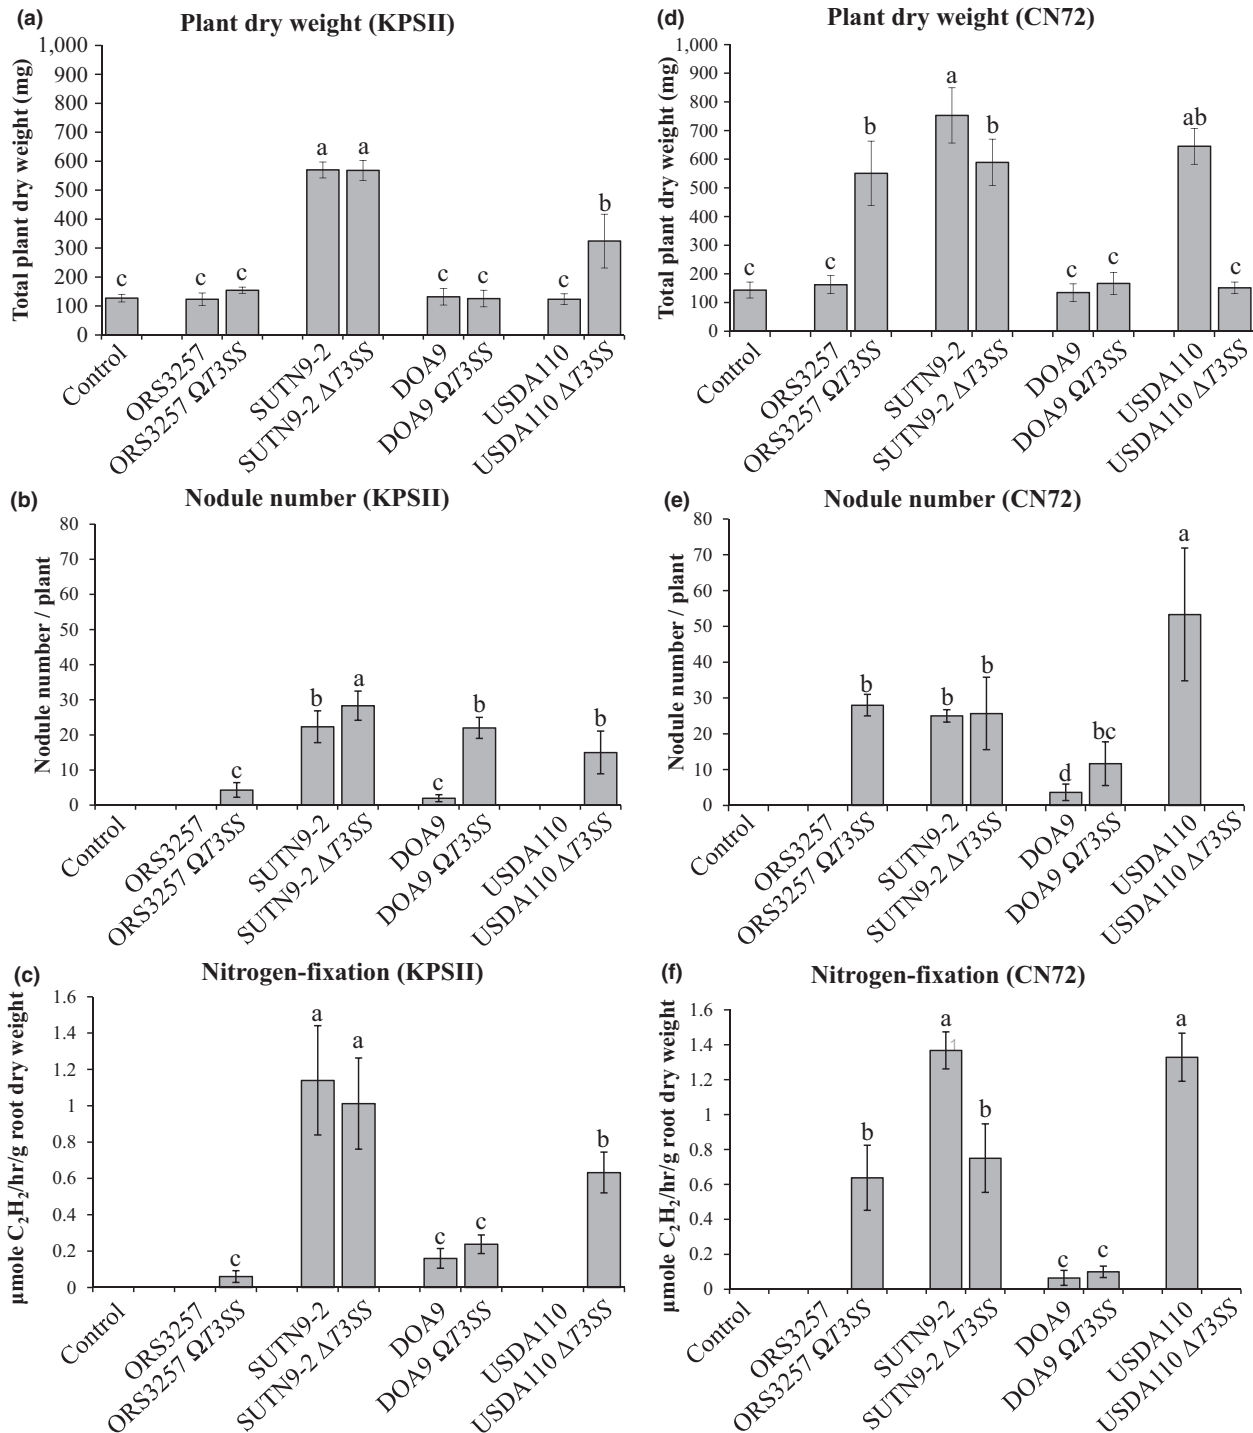 (a)
Plant dry weight (KPSII)
Total plant dry weight (mg)
1,000
900
800
700
600
500
400
300
200
100
0
c
c
c
a
a
c
c
c
b
Control
ORS3257
ORS3257 ΩT3SS
SUTN9-2
SUTN9-2 ΔT3SS
DOA9
DOA9 ΩT3SS
USDA110
USDA110 ΔT3SS
(b)
Nodule number (KPSII)
Nodule number / plant
80
70
60
50
40
30
20
10
0
c
b
a
c
b
b
Control
ORS3257
ORS3257 ΩT3SS
SUTN9-2
SUTN9-2 ΔT3SS
DOA9
DOA9 ΩT3SS
USDA110
USDA110 ΔT3SS
(c)
Nitrogen-fixation (KPSII)
µmole C₂H₂/hr/g root dry weight
1.6
1.4
1.2
1
0.8
0.6
0.4
0.2
0
c
a
a
c
c
b
Control
ORS3257
ORS3257 ΩT3SS
SUTN9-2
SUTN9-2 ΔT3SS
DOA9
DOA9 ΩT3SS
USDA110
USDA110 ΔT3SS
(d)
Plant dry weight (CN72)
Total plant dry weight (mg)
1,000
900
800
700
600
500
400
300
200
100
0
c
c
b
a
b
c
c
ab
c
Control
ORS3257
ORS3257 ΩT3SS
SUTN9-2
SUTN9-2 ΔT3SS
DOA9
DOA9 ΩT3SS
USDA110
USDA110 ΔT3SS
(e)
Nodule number (CN72)
Nodule number / plant
80
70
60
50
40
30
20
10
0
b
b
b
d
bc
a
Control
ORS3257
ORS3257 ΩT3SS
SUTN9-2
SUTN9-2 ΔT3SS
DOA9
DOA9 ΩT3SS
USDA110
USDA110 ΔT3SS
(f)
Nitrogen-fixation (CN72)
µmole C₂H₂/hr/g root dry weight
1.6
1.4
1.2
1
0.8
0.6
0.4
0.2
0
b
a
1
b
c
c
a
Control
ORS3257
ORS3257 ΩT3SS
SUTN9-2
SUTN9-2 ΔT3SS
DOA9
DOA9 ΩT3SS
USDA110
USDA110 ΔT3SS